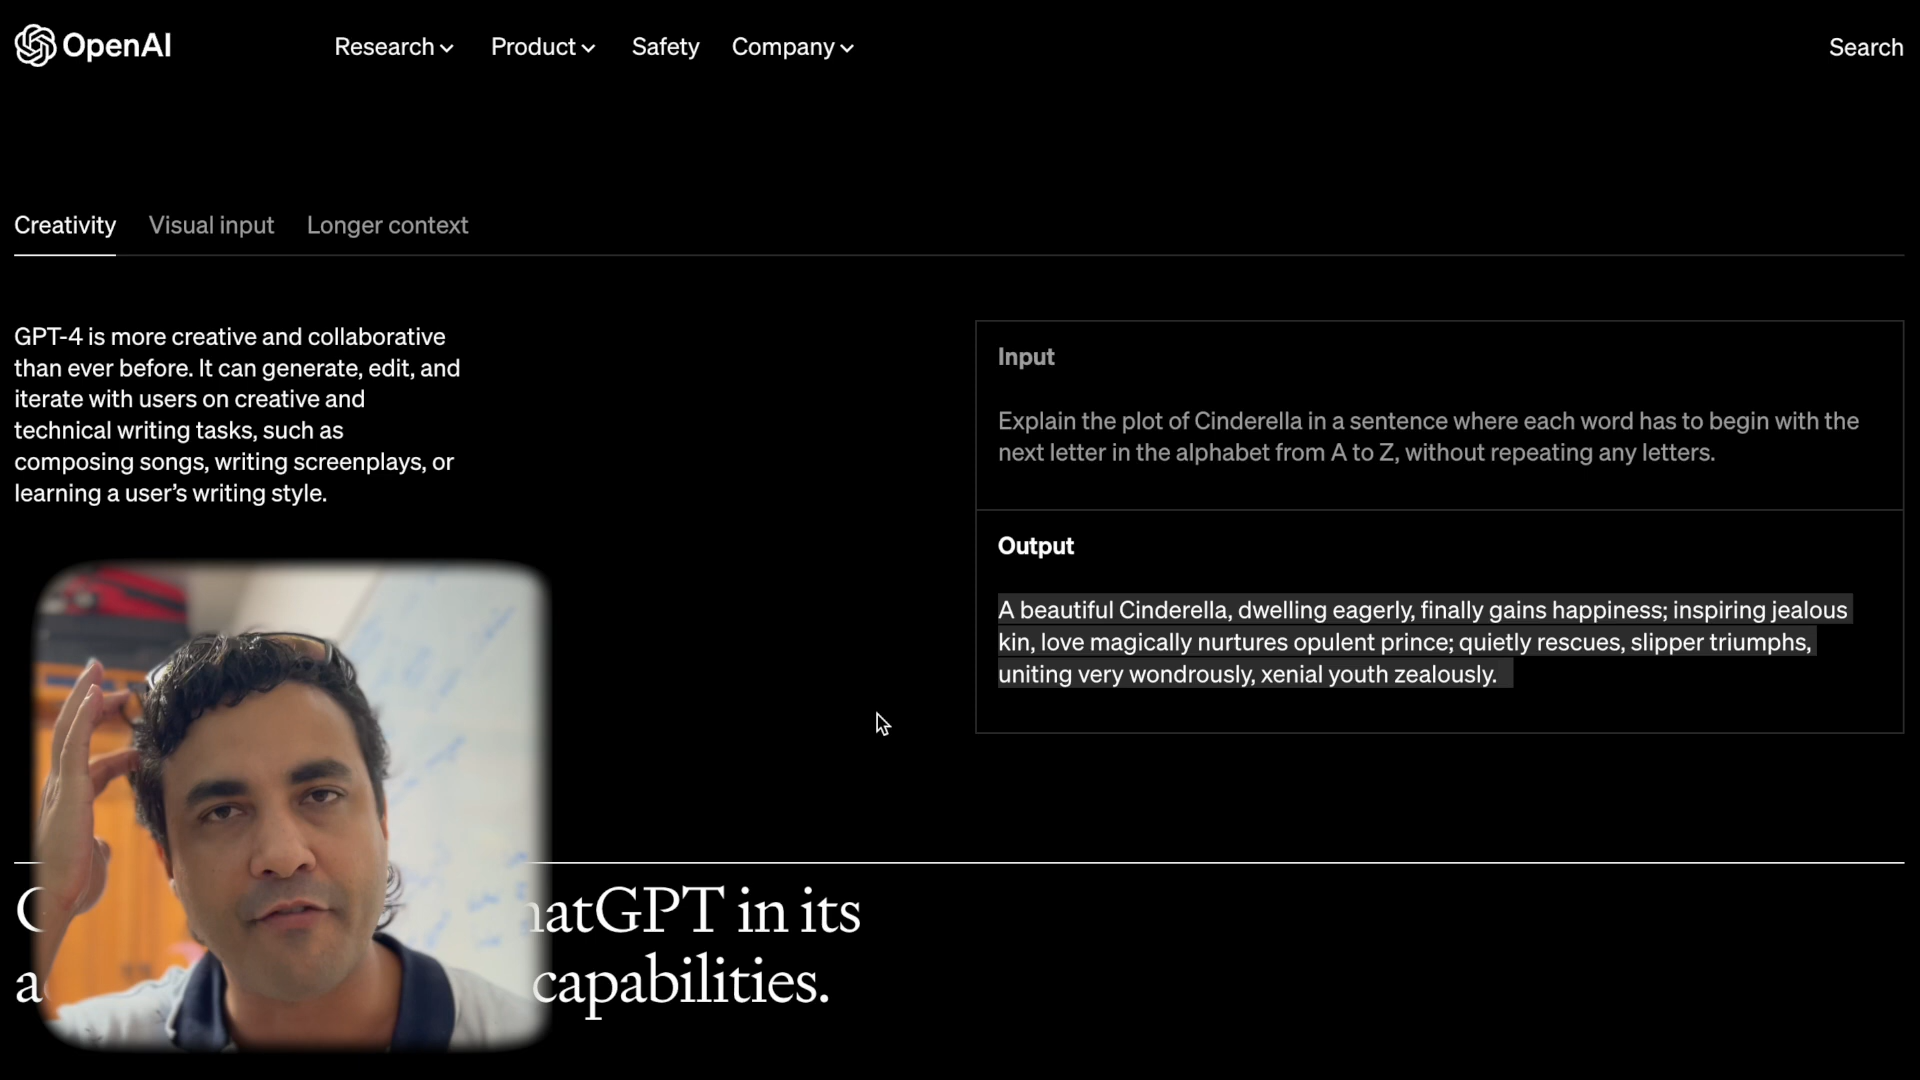 OpenAI
Research
Product
Safety
Company
Search
Creativity
Visual input
Longer context
GPT-4 is more creative and collaborative
than ever before. It can generate, edit, and
iterate with users on creative and
technical writing tasks, such as
composing songs, writing screenplays, or
learning a user’s writing style.
Input
Explain the plot of Cinderella in a sentence where each word has to begin with the
next letter in the alphabet from A to Z, without repeating any letters.
Output
A beautiful Cinderella, dwelling eagerly, finally gains happiness; inspiring jealous
kin, love magically nurtures opulent prince; quietly rescues, slipper triumphs,
uniting very wondrously, xenial youth zealously.
hatGPT in its
capabilities.